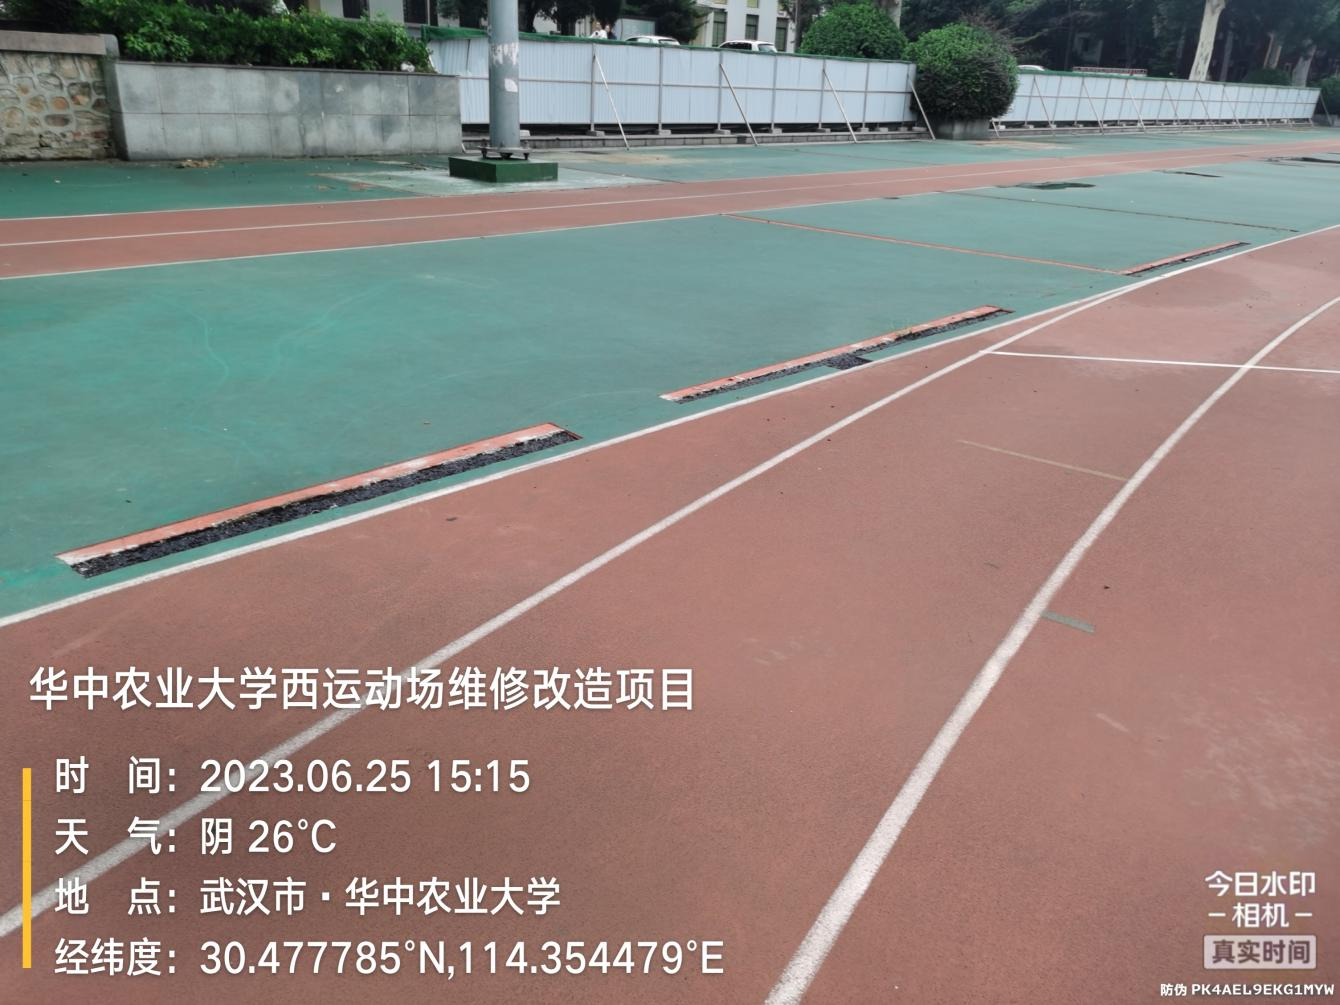 华中农业大学西运动场维修改造项目
时 间：2023.06.25 15:15
天 气：阴 26°C
地 点：武汉市·华中农业大学
经纬度：30.477785°N,114.354479°E
今日水印
相机
真实时间
防伪 PK4AEL9EKG1MYW